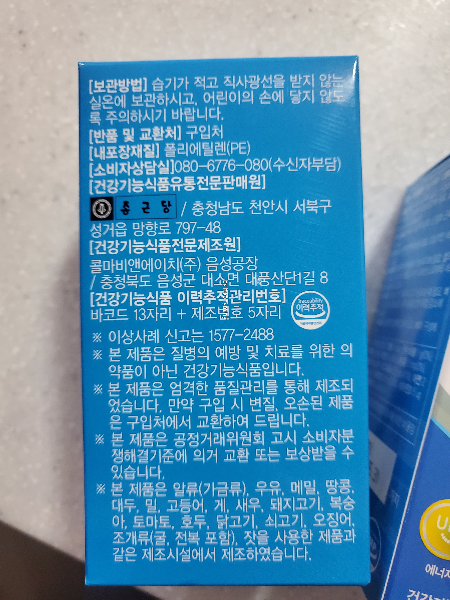 [보관방법] 습기가 적고 직사광선을 받지 않는
실온에 보관하시고, 어린이의 손에 닿지 않도
록 주의하시기 바랍니다.
[반품 및 교환처] 구입처
[내포장재질] 폴리에틸렌(PE)
[소비자상담실]080-6776-080(수신자부담)
[건강기능식품유통전문판매원]
종근당 / 충청남도 천안시 서북구
성거읍 망향로 797-48
[건강기능식품전문제조원]
콜마비앤에이치(주) 음성공장
/ 충청북도 음성군 대소면 대풍산단1길 8
[건강기능식품 이력추적관리번호]
바코드 13자리 + 제조번호 5자리
Traceability
이력추적
※ 이상사례 신고는 1577-2488
※ 본 제품은 질병의 예방 및 치료를 위한 의
약품이 아닌 건강기능식품입니다.
※ 본 제품은 엄격한 품질관리를 통해 제조되
었습니다. 만약 구입 시 변질, 오손된 제품
은 구입처에서 교환하여 드립니다.
※ 본 제품은 공정거래위원회 고시 소비자분
쟁해결기준에 의거 교환 또는 보상받을 수
있습니다.
※ 본 제품은 알류(가금류), 우유, 메밀, 땅콩,
대두, 밀, 고등어, 게, 새우, 돼지고기, 복숭
아, 토마토, 호두, 닭고기, 쇠고기, 오징어,
조개류(굴, 전복 포함), 잣을 사용한 제품과
같은 제조시설에서 제조하였습니다.
에너지
건강